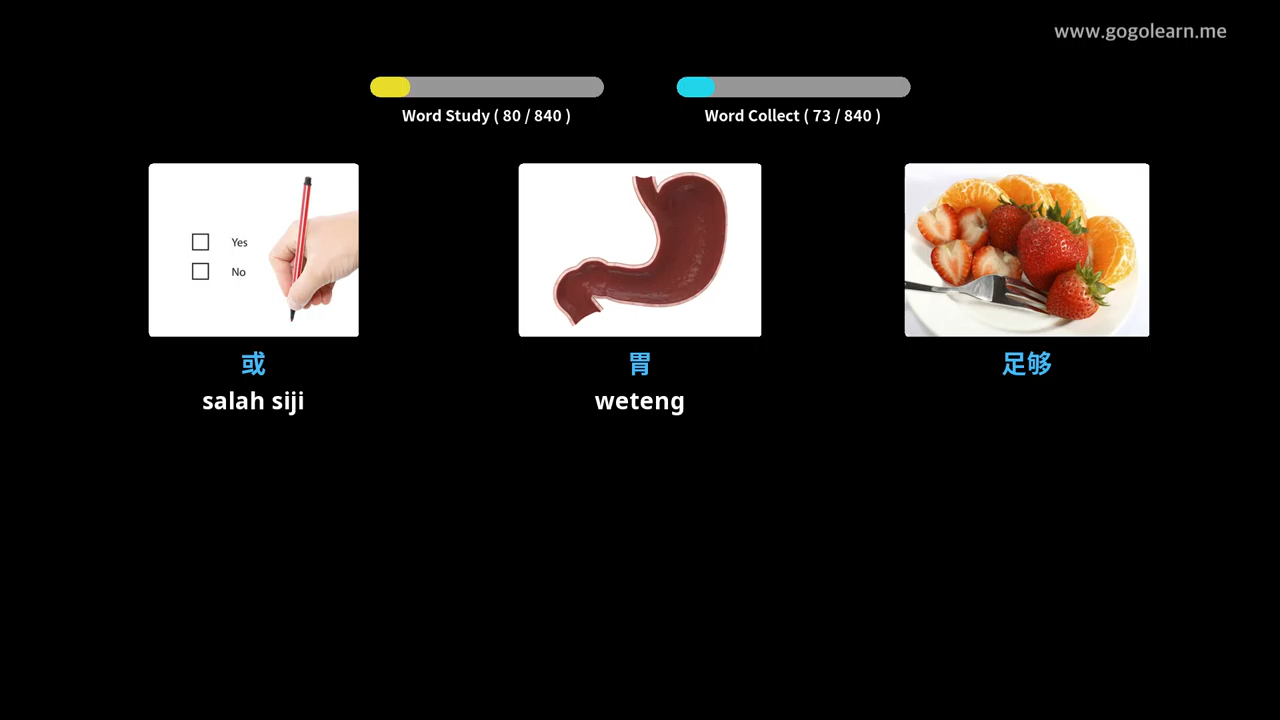 www.gogolearn.me
Word Study ( 80 / 840 )
Word Collect ( 73 / 840 )
Yes
No
或
salah siji
胃
weteng
足够